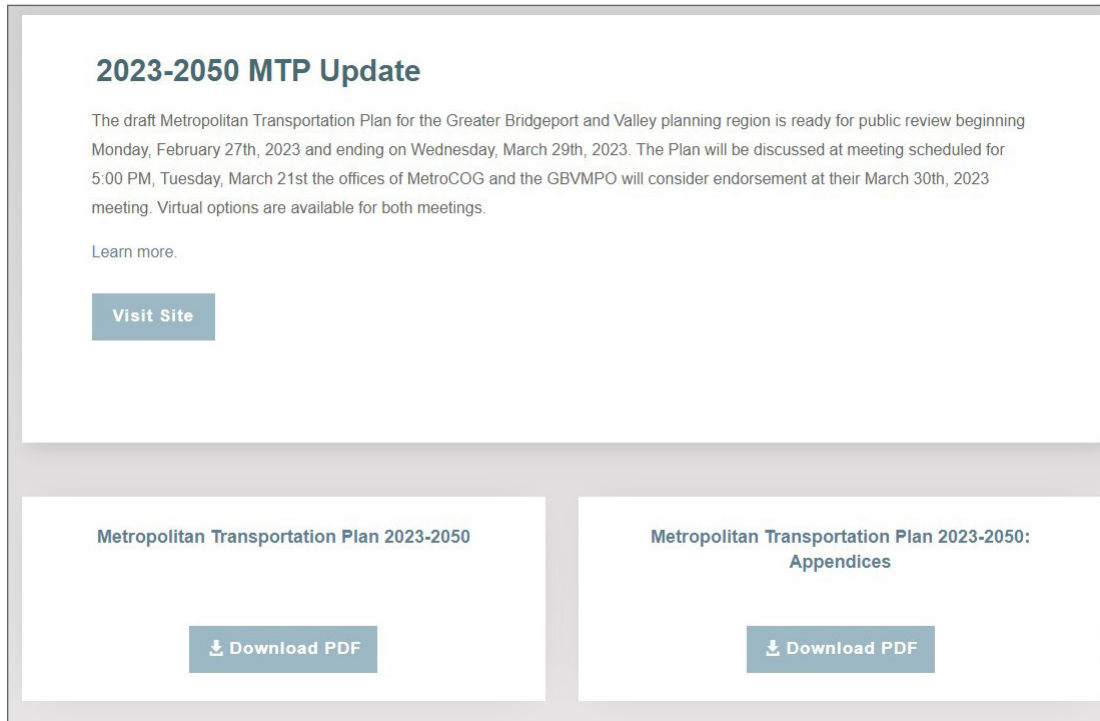 2023-2050 MTP Update
The draft Metropolitan Transportation Plan for the Greater Bridgeport and Valley planning region is ready for public review beginning
Monday, February 27th, 2023 and ending on Wednesday, March 29th, 2023. The Plan will be discussed at meeting scheduled for
5:00 PM, Tuesday, March 21st the offices of MetroCOG and the GBVMPO will consider endorsement at their March 30th, 2023
meeting. Virtual options are available for both meetings.
Learn more.
Visit Site
Metropolitan Transportation Plan 2023-2050
Download PDF
Metropolitan Transportation Plan 2023-2050:
Appendices
Download PDF